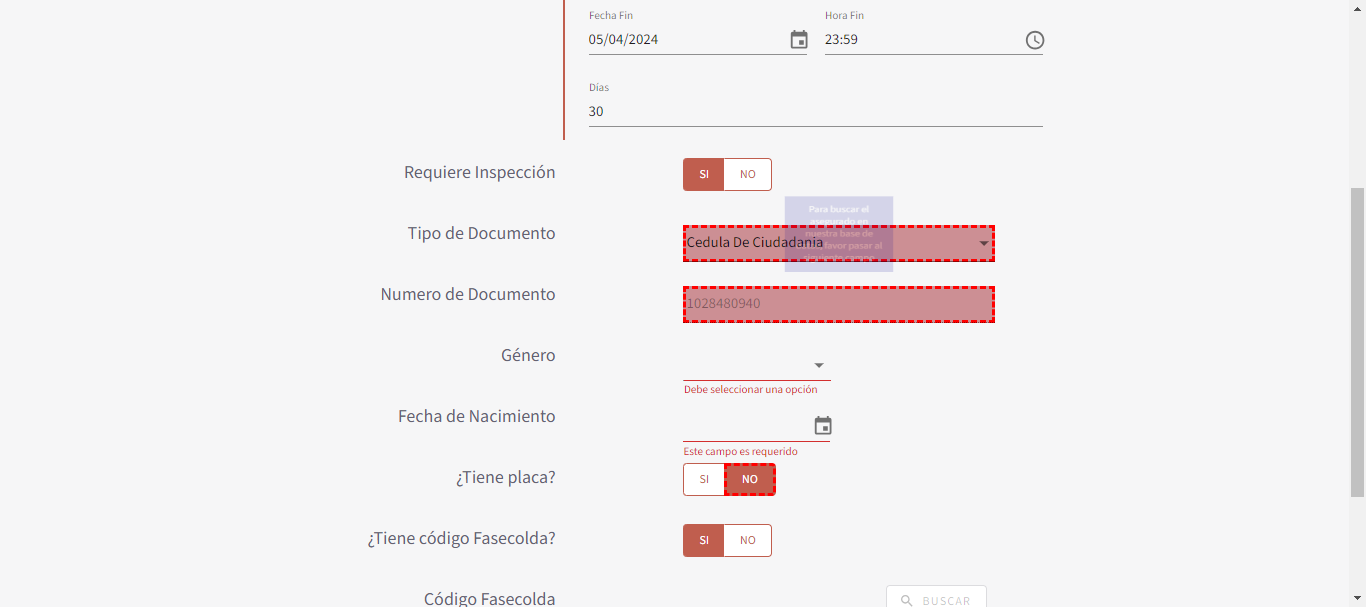 Fecha Fin
05/04/2024
Hora Fin
23:59
Días
30
Requiere Inspección
SI
NO
Para buscar el
asegurado en
nuestra base de
favor pasar al
Tipo de Documento
Cedula De Ciudadania
Numero de Documento
1028480940
Género
Debe seleccionar una opción
Fecha de Nacimiento
Este campo es requerido
¿Tiene placa?
SI
NO
¿Tiene código Fasecolda?
SI
NO
Código Fasecolda
BUSCAR